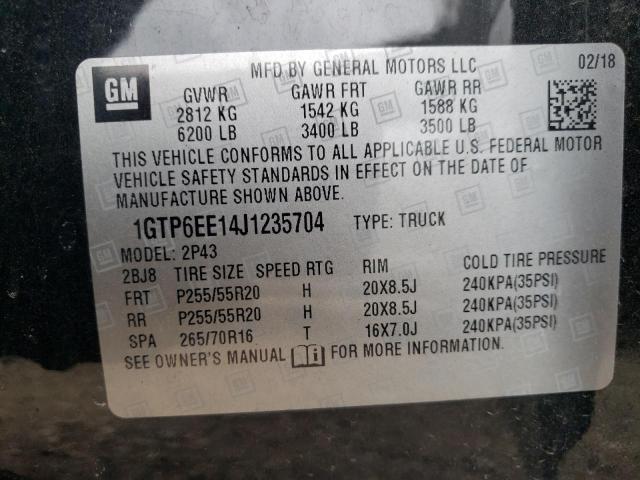 GM
MFD BY GENERAL MOTORS LLC 02/18
GVWR GAWR FRT GAWR RR
2812 KG 1542 KG 1588 KG
6200 LB 3400 LB 3500 LB
THIS VEHICLE CONFORMS TO ALL APPLICABLE U.S. FEDERAL MOTOR
VEHICLE SAFETY STANDARDS IN EFFECT ON THE DATE OF
MANUFACTURE SHOWN ABOVE.
1GTP6EE14J1235704 TYPE: TRUCK
MODEL: 2P43
2BJ8 TIRE SIZE SPEED RTG RIM COLD TIRE PRESSURE
FRT P255/55R20 H 20X8.5J 240KPA(35PSI)
RR P255/55R20 H 20X8.5J 240KPA(35PSI)
SPA 265/70R16 T 16X7.0J 240KPA(35PSI)
SEE OWNER'S MANUAL FOR MORE INFORMATION.